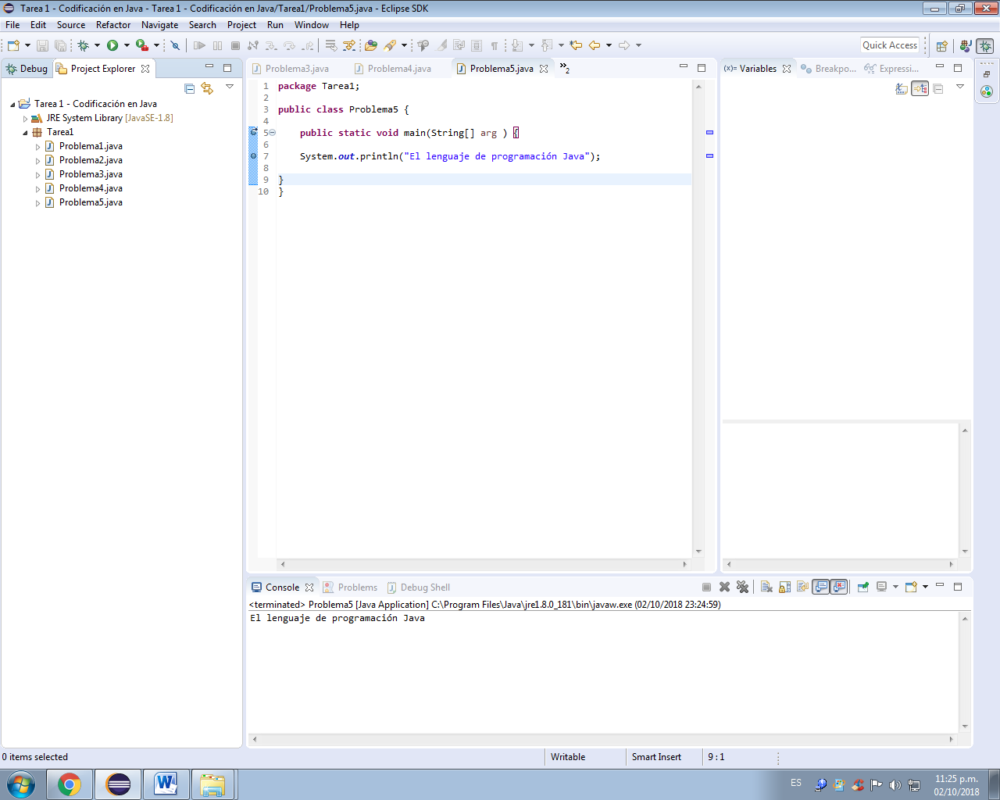 Tarea 1 - Codificación en Java - Tarea 1 - Codificación en Java/Tarea1/Problema5.java - Eclipse SDK
File Edit Source Refactor Navigate Search Project Run Window Help
Quick Access
Debug Project Explorer
Problema3.java Problema4.java Problema5.java »2
(x)= Variables Breakpo... Expressi...
Tarea 1 - Codificación en Java
JRE System Library [JavaSE-1.8]
Tarea1
Problema1.java
Problema2.java
Problema3.java
Problema4.java
Problema5.java
1 package Tarea1;
2
3 public class Problema5 {
4
5 public static void main(String[] arg ) {
6
7 System.out.println("El lenguaje de programación Java");
8
9 }
10 }
Console Problems Debug Shell
<terminated> Problema5 [Java Application] C:\Program Files\Java\jre1.8.0_181\bin\javaw.exe (02/10/2018 23:24:59)
El lenguaje de programación Java
0 items selected Writable Smart Insert 9 : 1
ES 11:25 p.m.
02/10/2018